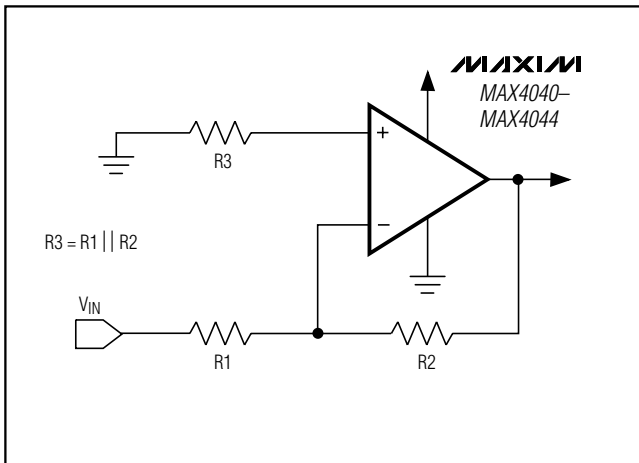 MAXIM
MAX4040–
MAX4044
+
R3
−
R3 = R1 || R2
VIN
R1
R2